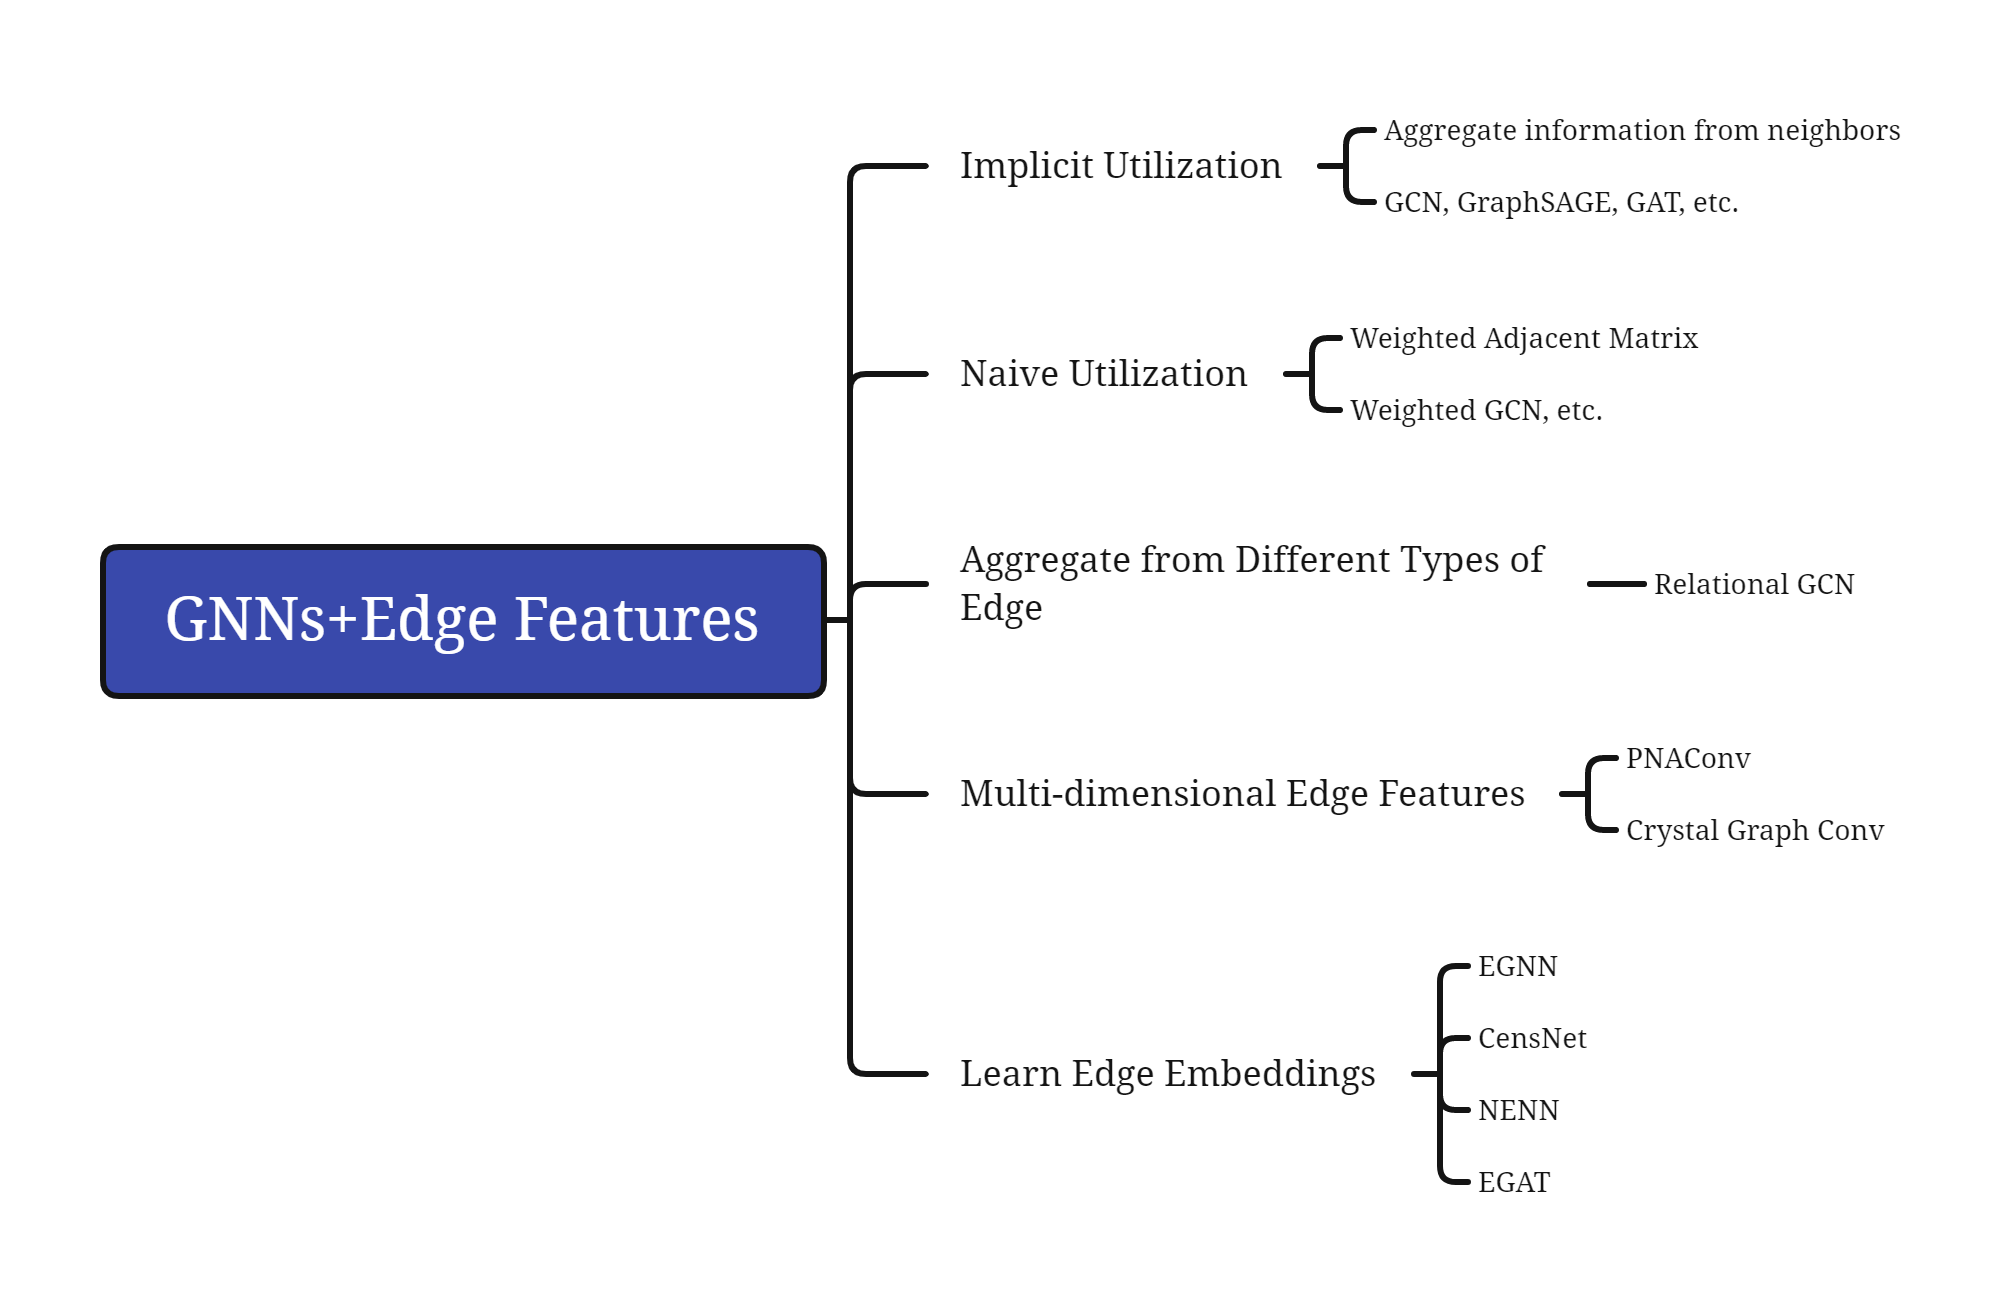 GNNs+Edge Features
Implicit Utilization
Aggregate information from neighbors
GCN, GraphSAGE, GAT, etc.
Naive Utilization
Weighted Adjacent Matrix
Weighted GCN, etc.
Aggregate from Different Types of
Edge
Relational GCN
Multi-dimensional Edge Features
PNAConv
Crystal Graph Conv
Learn Edge Embeddings
EGNN
CensNet
NENN
EGAT